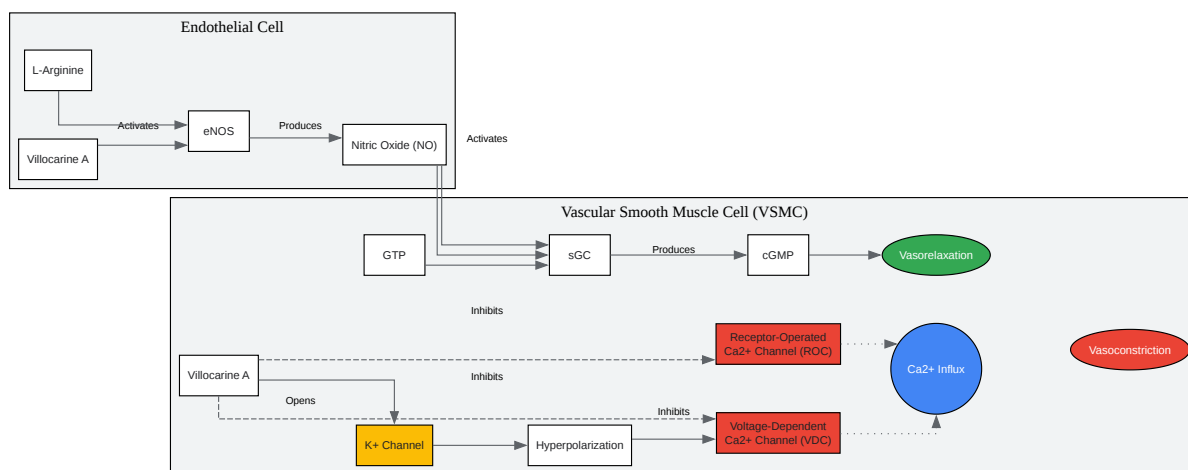 Endothelial Cell
L-Arginine
Activates
eNOS
Produces
Villocarine A
Nitric Oxide (NO)
Activates
Vascular Smooth Muscle Cell (VSMC)
GTP
sGC
Produces
cGMP
Vasorelaxation
Inhibits
Receptor-Operated
Ca2+ Channel (ROC)
Vasoconstriction
Villocarine A
Inhibits
Ca2+ Influx
Opens
Inhibits
K+ Channel
Hyperpolarization
Voltage-Dependent
Ca2+ Channel (VDC)